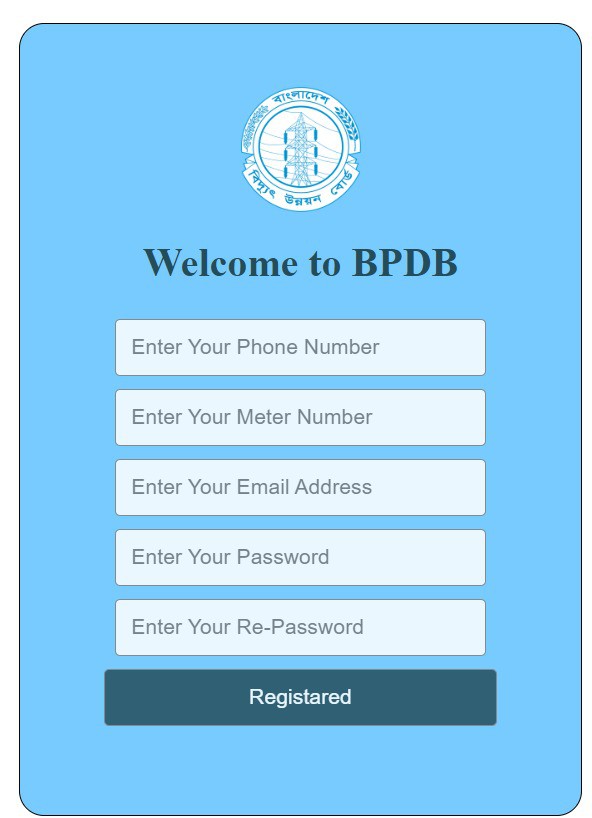 বাংলাদেশ
বিদ্যুৎ উন্নয়ন বোর্ড
Welcome to BPDB
Enter Your Phone Number
Enter Your Meter Number
Enter Your Email Address
Enter Your Password
Enter Your Re-Password
Registared